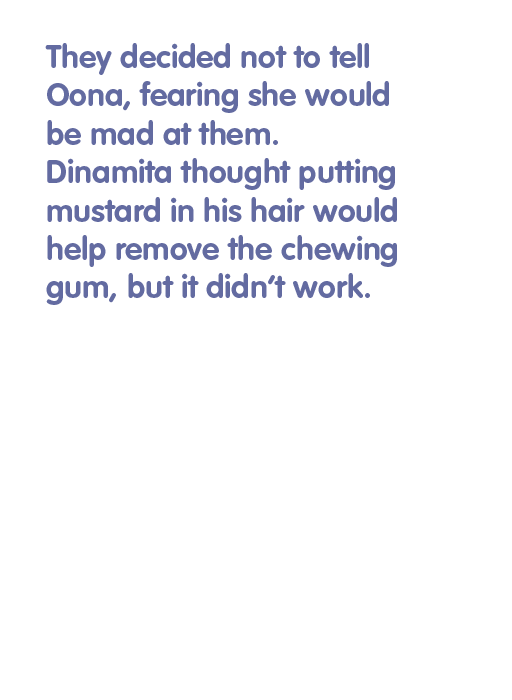 They decided not to tell
Oona, fearing she would
be mad at them.
Dinamita thought putting
mustard in his hair would
help remove the chewing
gum, but it didn’t work.